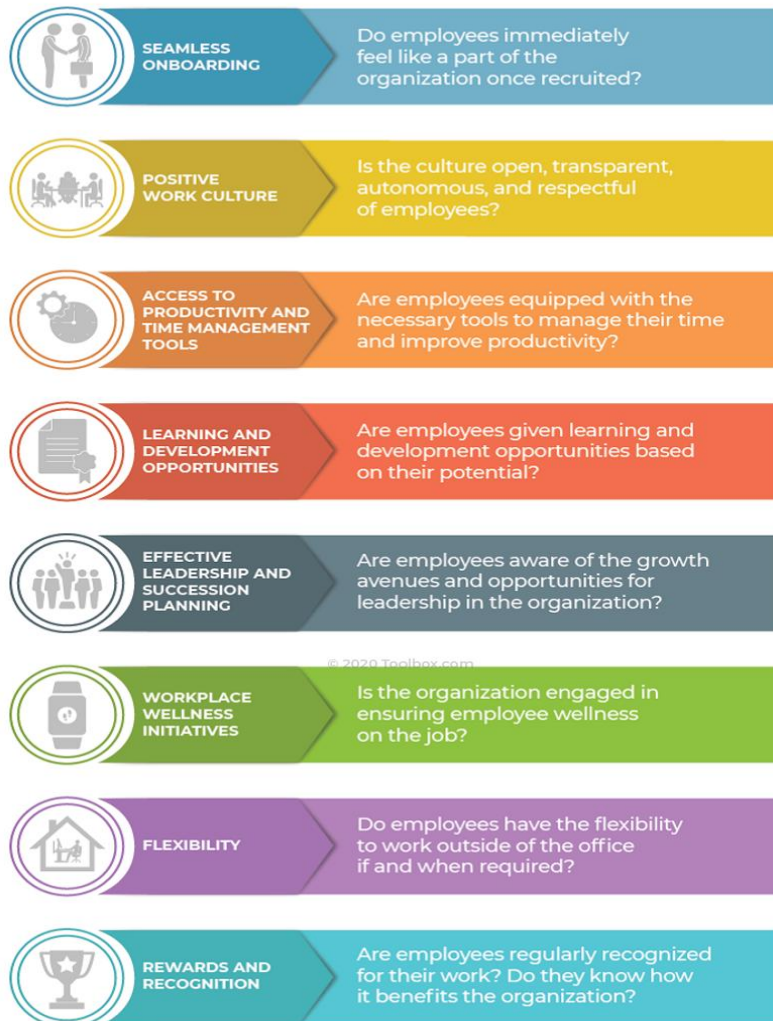 SEAMLESS
ONBOARDING
Do employees immediately
feel like a part of the
organization once recruited?
POSITIVE
WORK CULTURE
Is the culture open, transparent,
autonomous, and respectful
of employees?
ACCESS TO
PRODUCTIVITY AND
TIME MANAGEMENT
TOOLS
Are employees equipped with the
necessary tools to manage their time
and improve productivity?
LEARNING AND
DEVELOPMENT
OPPORTUNITIES
Are employees given learning and
development opportunities based
on their potential?
EFFECTIVE
LEADERSHIP AND
SUCCESSION
PLANNING
Are employees aware of the growth
avenues and opportunities for
leadership in the organization?
© 2020 Toolbox.com
WORKPLACE
WELLNESS
INITIATIVES
Is the organization engaged in
ensuring employee wellness
on the job?
FLEXIBILITY
Do employees have the flexibility
to work outside of the office
if and when required?
REWARDS AND
RECOGNITION
Are employees regularly recognized
for their work? Do they know how
it benefits the organization?